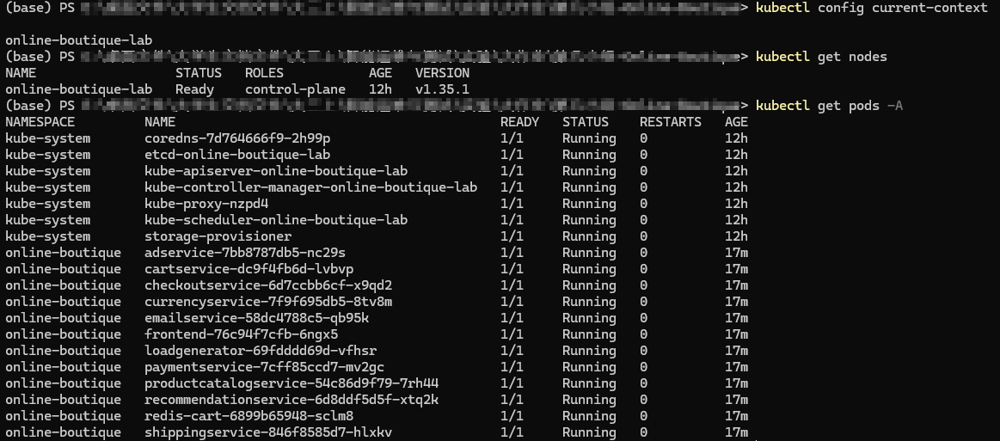 (base) PS > kubectl config current-context
online-boutique-lab
(base) PS > kubectl get nodes
NAME                  STATUS   ROLES           AGE   VERSION
online-boutique-lab   Ready    control-plane   12h   v1.35.1
(base) PS > kubectl get pods -A
NAMESPACE         NAME                                          READY   STATUS    RESTARTS   AGE
kube-system       coredns-7d764666f9-2h99p                      1/1     Running   0          12h
kube-system       etcd-online-boutique-lab                      1/1     Running   0          12h
kube-system       kube-apiserver-online-boutique-lab            1/1     Running   0          12h
kube-system       kube-controller-manager-online-boutique-lab   1/1     Running   0          12h
kube-system       kube-proxy-nzpd4                              1/1     Running   0          12h
kube-system       kube-scheduler-online-boutique-lab            1/1     Running   0          12h
kube-system       storage-provisioner                           1/1     Running   0          12h
online-boutique   adservice-7bb8787db5-nc29s                    1/1     Running   0          17m
online-boutique   cartservice-dc9f4fb6d-lvbvp                   1/1     Running   0          17m
online-boutique   checkoutservice-6d7ccbb6cf-x9qd2              1/1     Running   0          17m
online-boutique   currencyservice-7f9f695db5-8tv8m              1/1     Running   0          17m
online-boutique   emailservice-58dc4788c5-qb95k                 1/1     Running   0          17m
online-boutique   frontend-76c94f7cfb-6ngx5                     1/1     Running   0          17m
online-boutique   loadgenerator-69fdddd69d-vfhsr                1/1     Running   0          17m
online-boutique   paymentservice-7cff85ccd7-mv2gc               1/1     Running   0          17m
online-boutique   productcatalogservice-54c86d9f79-7rh44        1/1     Running   0          17m
online-boutique   recommendationservice-6d8ddf5d5f-xtq2k        1/1     Running   0          17m
online-boutique   redis-cart-6899b65948-sclm8                   1/1     Running   0          17m
online-boutique   shippingservice-846f8585d7-hlxkv              1/1     Running   0          17m